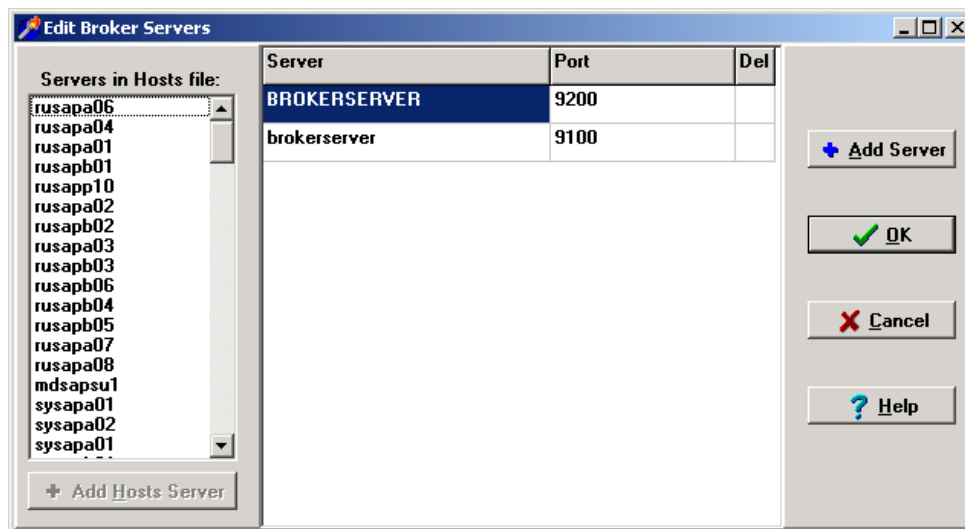 Edit Broker Servers
Servers in Hosts file:
rusapa06
rusapa04
rusapa01
rusapb01
rusapp10
rusapa02
rusapb02
rusapa03
rusapb03
rusapb06
rusapb04
rusapb05
rusapa07
rusapa08
mdsapsu1
sysapa01
sysapa02
sysapa01
Add Hosts Server
Server Port Del
BROKERSERVER 9200
brokerserver 9100
Add Server
OK
Cancel
Help